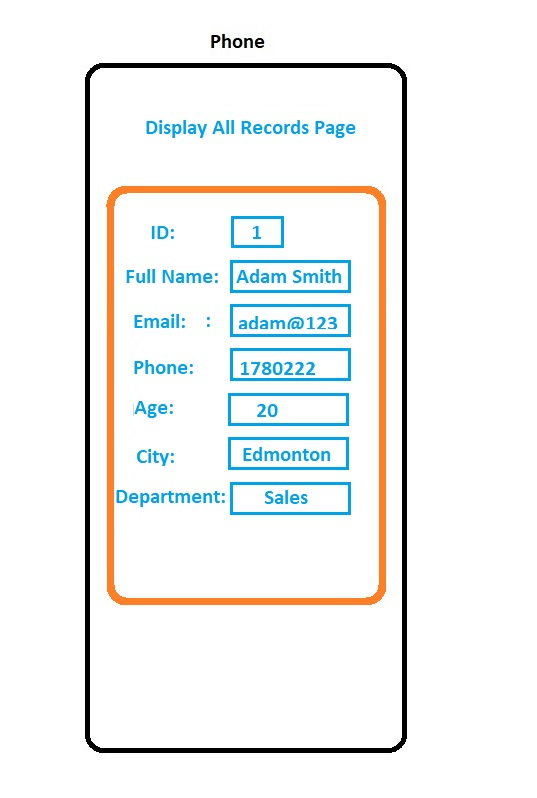 Phone
Display All Records Page
ID: 1
Full Name: Adam Smith
Email: : adam@123
Phone: 1780222
Age: 20
City: Edmonton
Department: Sales